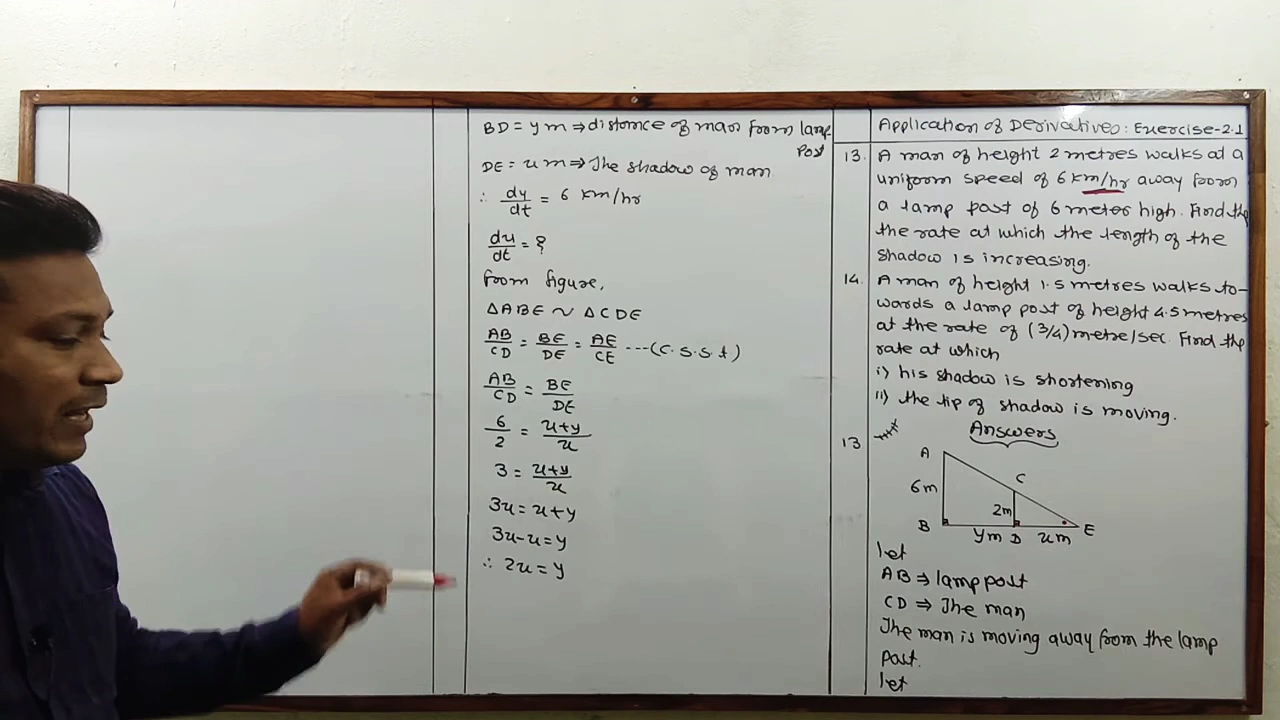 Application of Derivatives: Exercise-2.1
13. A man of height 2 metres walks at a
uniform speed of 6 km/hr away from
a lamp post of 6 meter high. Find the
the rate at which the length of the
shadow is increasing.
14. A man of height 1.5 metres walks to-
wards a lamp post of height 4.5 metres
at the rate of (3/4) metre/sec. Find the
rate at which
i) his shadow is shortening
ii) the tip of shadow is moving.
Answers
13
A
C
6m
2m
B
ym D xm E
let
AB ⇒ lamp post
CD ⇒ The man
The man is moving away from the lamp
post.
let
BD = y m ⇒ distance of man from lamp
post
DE = x m ⇒ The shadow of man
∴ dy/dt = 6 km/hr
dx/dt = ?
from figure,
△ABE ~ △CDE
AB/CD = BE/DE = AE/CE ---(C.S.S.t)
AB/CD = BE/DE
6/2 = x+y/x
3 = x+y/x
3x = x+y
3x-x = y
∴ 2x = y